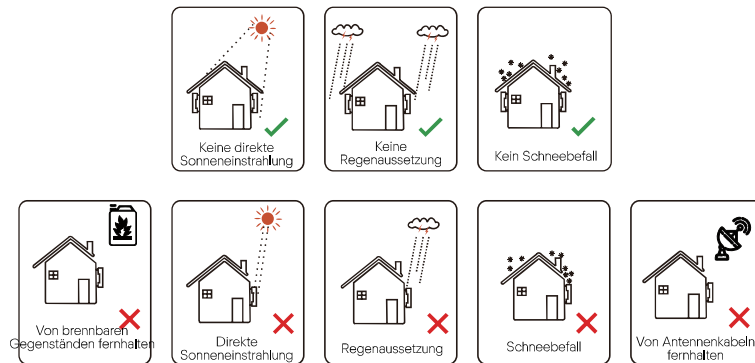 Keine direkte
Sonneneinstrahlung
Keine
Regenaussetzung
Kein Schneebefall
Von brennbaren
Gegenständen fernhalten
Direkte
Sonneneinstrahlung
Regenaussetzung
Schneebefall
Von Antennenkabeln
fernhalten